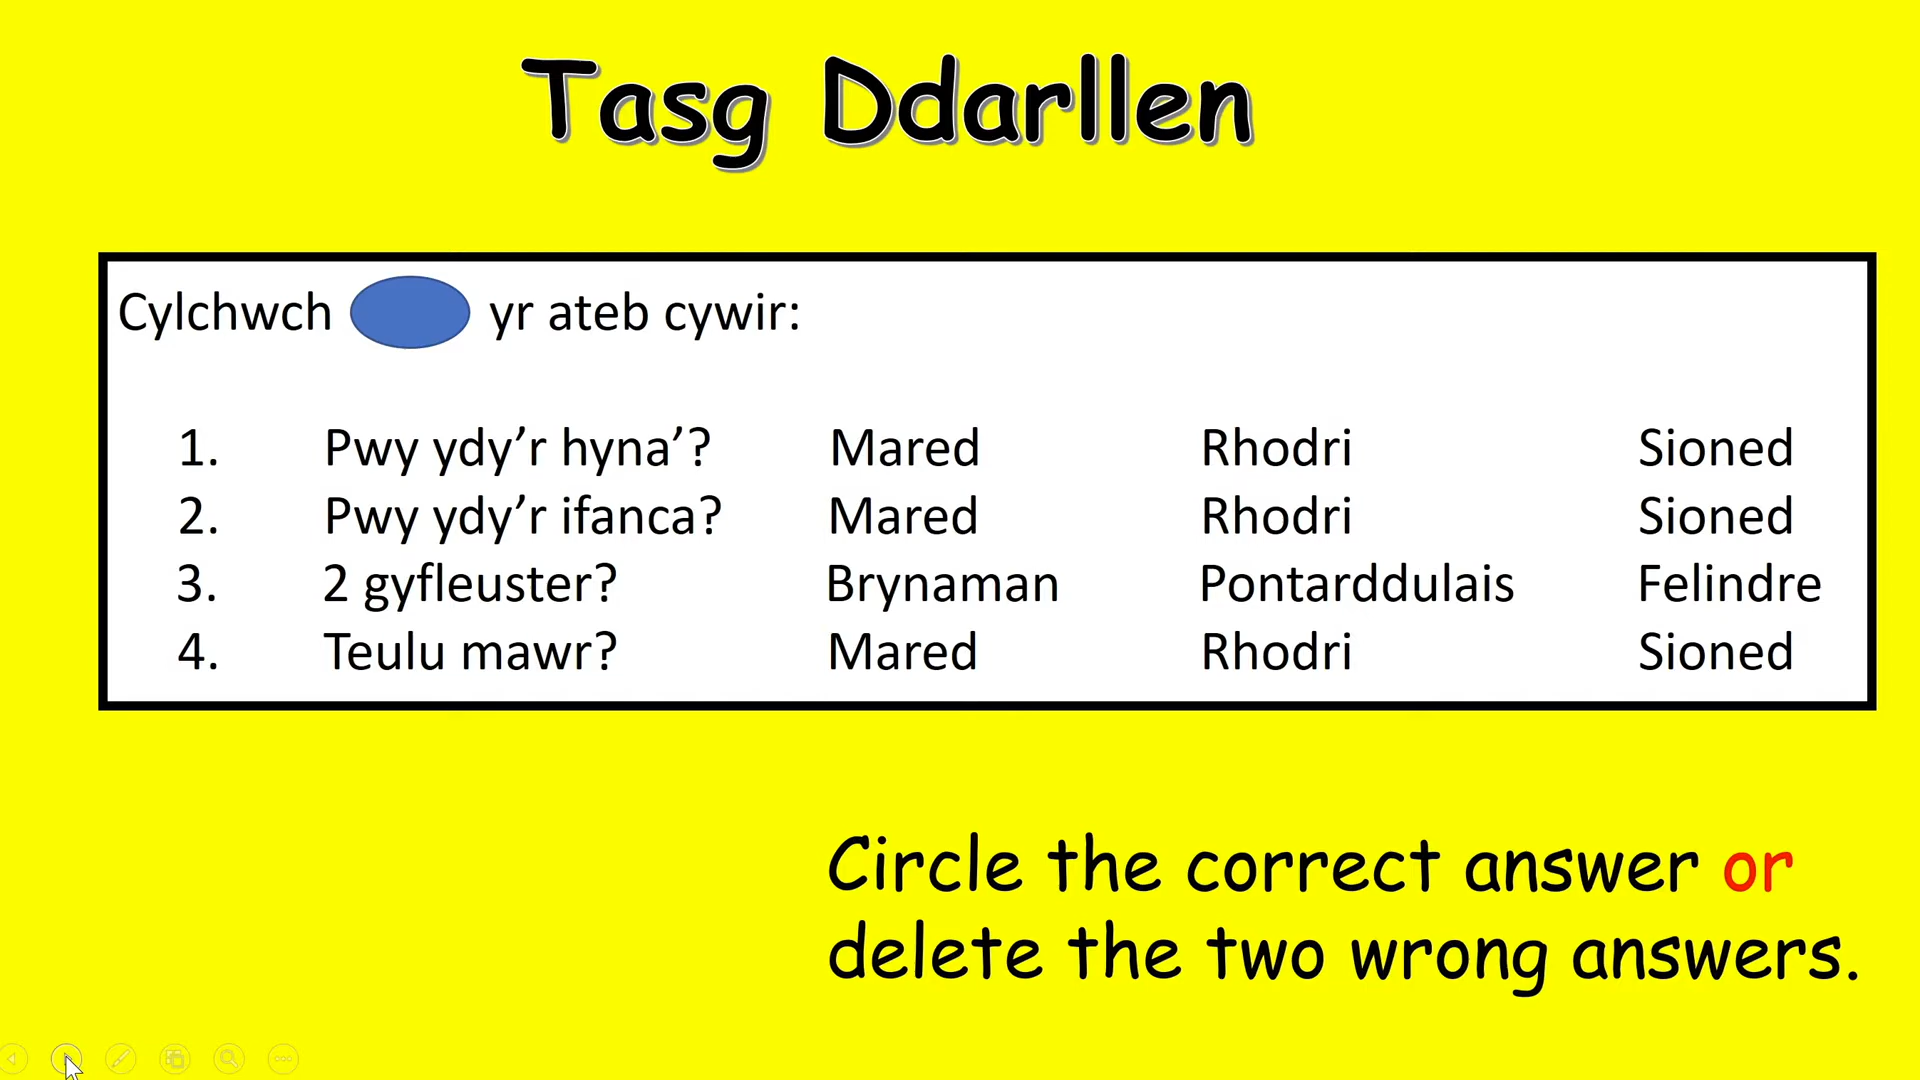 Tasg Ddarllen
Cylchwch yr ateb cywir:
1. Pwy ydy’r hyna’? Mared Rhodri Sioned
2. Pwy ydy’r ifanca? Mared Rhodri Sioned
3. 2 gyfleuster? Brynaman Pontarddulais Felindre
4. Teulu mawr? Mared Rhodri Sioned
Circle the correct answer or
delete the two wrong answers.